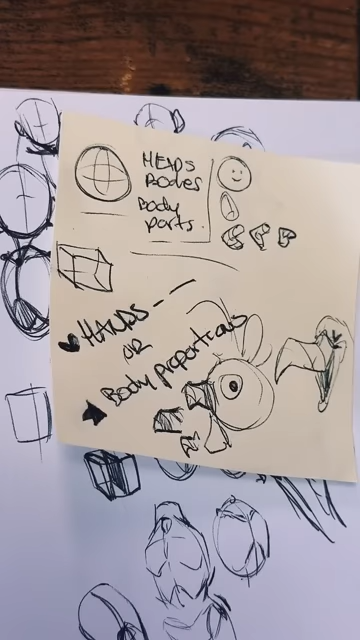 HEADS
Bodies
Body
parts.
HANDS--
OR
Body proportions